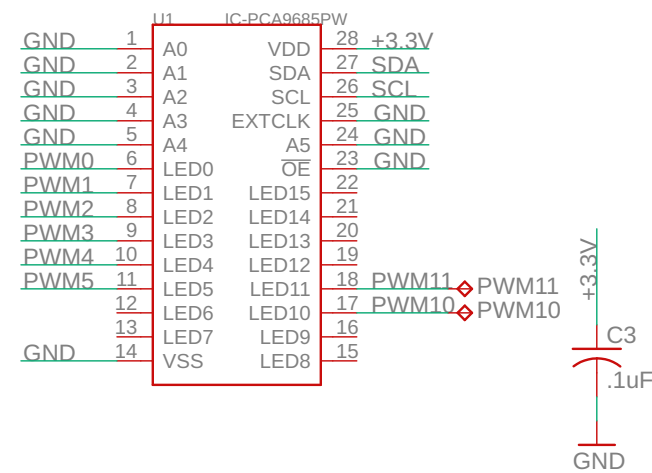 U1 IC-PCA9685PW
GND 1 A0 VDD 28 +3.3V
GND 2 A1 SDA 27 SDA
GND 3 A2 SCL 26 SCL
GND 4 A3 EXTCLK 25 GND
GND 5 A4 A5 24 GND
PWM0 6 LED0 OE 23 GND
PWM1 7 LED1 LED15 22
PWM2 8 LED2 LED14 21
PWM3 9 LED3 LED13 20
PWM4 10 LED4 LED12 19
PWM5 11 LED5 LED11 18 PWM11 PWM11
12 LED6 LED10 17 PWM10 PWM10
13 LED7 LED9 16
GND 14 VSS LED8 15
+3.3V
C3
.1uF
GND